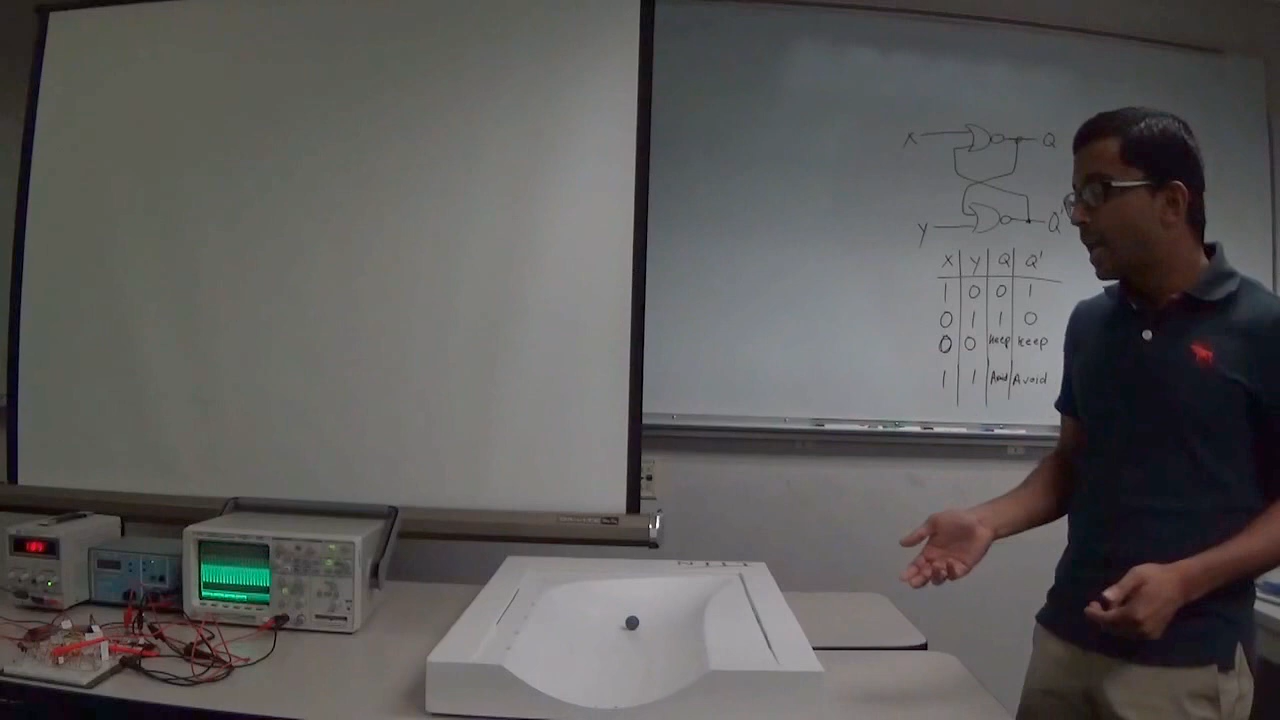 X Q
Y Q'
X Y Q Q'
1 0 0 1
0 1 1 0
0 0 keep keep
1 1 Avoid Avoid